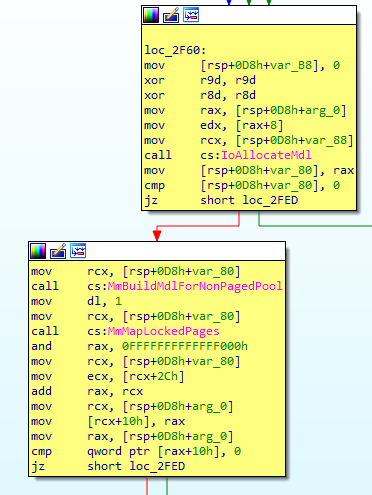 loc_2F60:
mov [rsp+0D8h+var_B8], 0
xor r9d, r9d
xor r8d, r8d
mov rax, [rsp+0D8h+arg_0]
mov edx, [rax+8]
mov rcx, [rsp+0D8h+var_88]
call cs:IoAllocateMdl
mov [rsp+0D8h+var_80], rax
cmp [rsp+0D8h+var_80], 0
jz short loc_2FED
mov rcx, [rsp+0D8h+var_80]
call cs:MmBuildMdlForNonPagedPool
mov dl, 1
mov rcx, [rsp+0D8h+var_80]
call cs:MmMapLockedPages
and rax, 0FFFFFFFFFFFFF000h
mov rcx, [rsp+0D8h+var_80]
mov ecx, [rcx+2Ch]
add rax, rcx
mov rcx, [rsp+0D8h+arg_0]
mov [rcx+10h], rax
mov rax, [rsp+0D8h+arg_0]
cmp qword ptr [rax+10h], 0
jz short loc_2FED